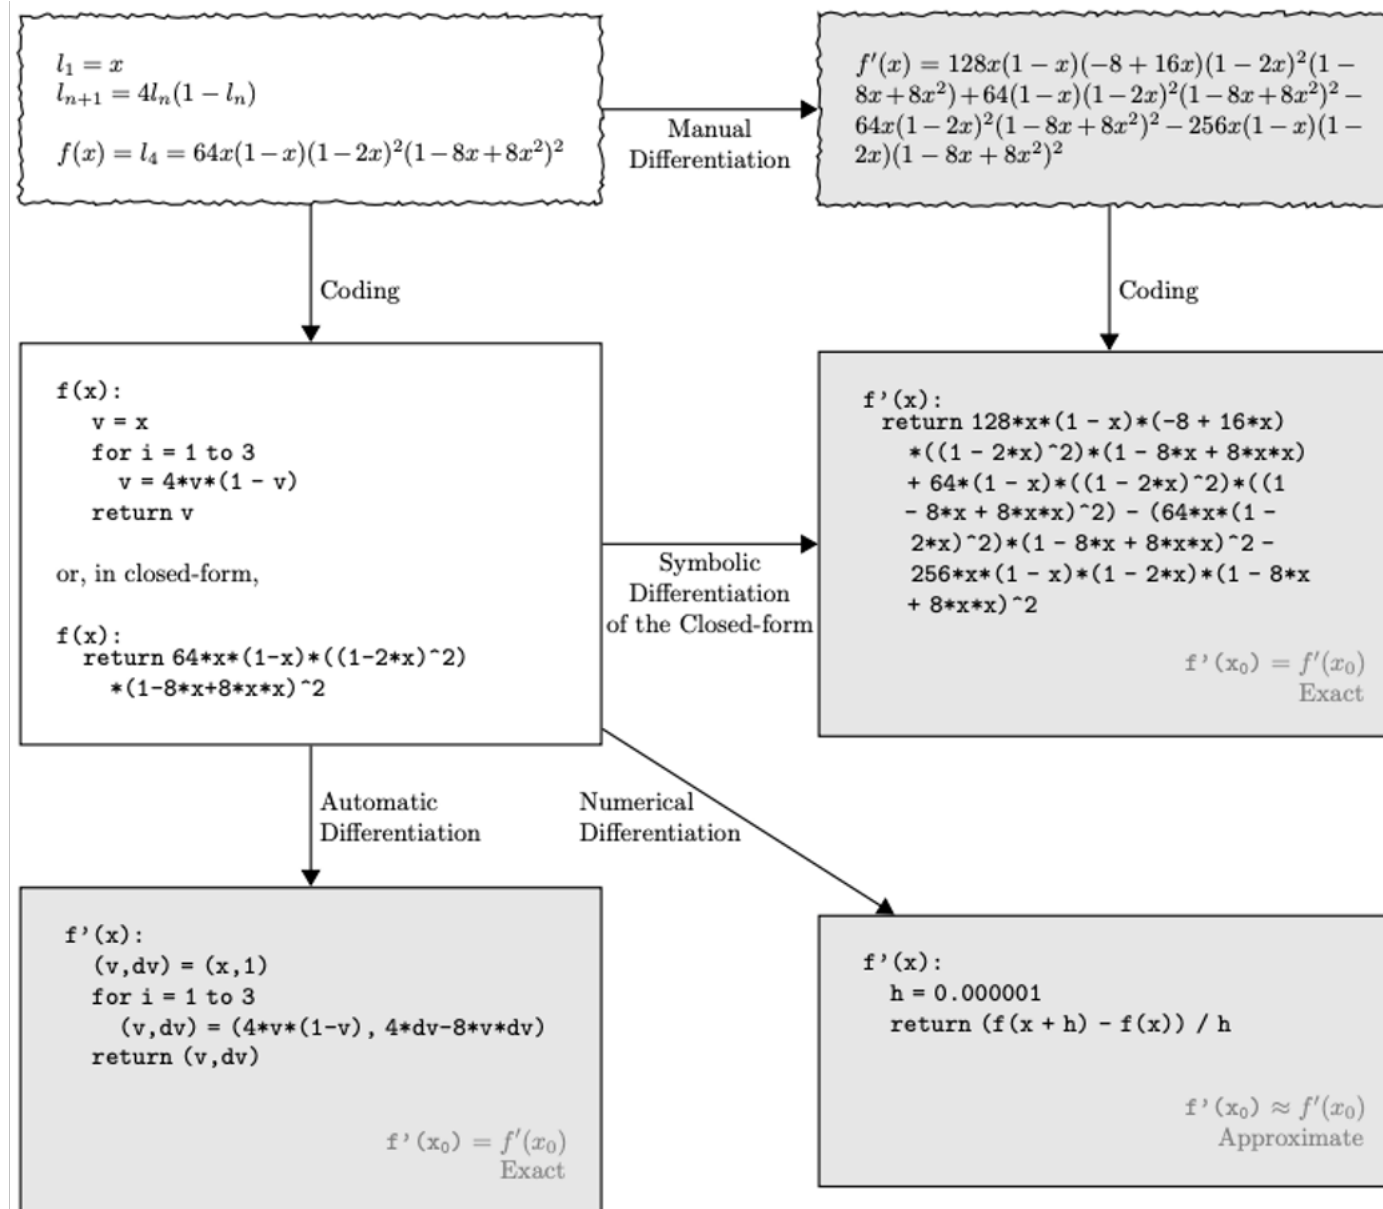 l₁ = x
lₙ₊₁ = 4lₙ(1 − lₙ)
f(x) = l₄ = 64x(1−x)(1−2x)²(1−8x+8x²)²
Manual
Differentiation
f′(x) = 128x(1 − x)(−8 + 16x)(1 − 2x)²(1 −
8x+8x²)+64(1−x)(1−2x)²(1−8x+8x²)²−
64x(1−2x)²(1−8x+8x²)²−256x(1−x)(1−
2x)(1 − 8x + 8x²)²
Coding
Coding
f(x):
v = x
for i = 1 to 3
v = 4*v*(1 - v)
return v
or, in closed-form,
f(x):
return 64*x*(1-x)*((1-2*x)^2)
*(1-8*x+8*x*x)^2
Symbolic
Differentiation
of the Closed-form
f'(x):
return 128*x*(1 - x)*(-8 + 16*x)
*((1 - 2*x)^2)*(1 - 8*x + 8*x*x)
+ 64*(1 - x)*((1 - 2*x)^2)*((1
- 8*x + 8*x*x)^2) - (64*x*(1 -
2*x)^2)*(1 - 8*x + 8*x*x)^2 -
256*x*(1 - x)*(1 - 2*x)*(1 - 8*x
+ 8*x*x)^2
f'(x₀) = f′(x₀)
Exact
Automatic
Differentiation
Numerical
Differentiation
f'(x):
(v,dv) = (x,1)
for i = 1 to 3
(v,dv) = (4*v*(1-v), 4*dv-8*v*dv)
return (v,dv)
f'(x₀) = f′(x₀)
Exact
f'(x):
h = 0.000001
return (f(x + h) - f(x)) / h
f'(x₀) ≈ f′(x₀)
Approximate